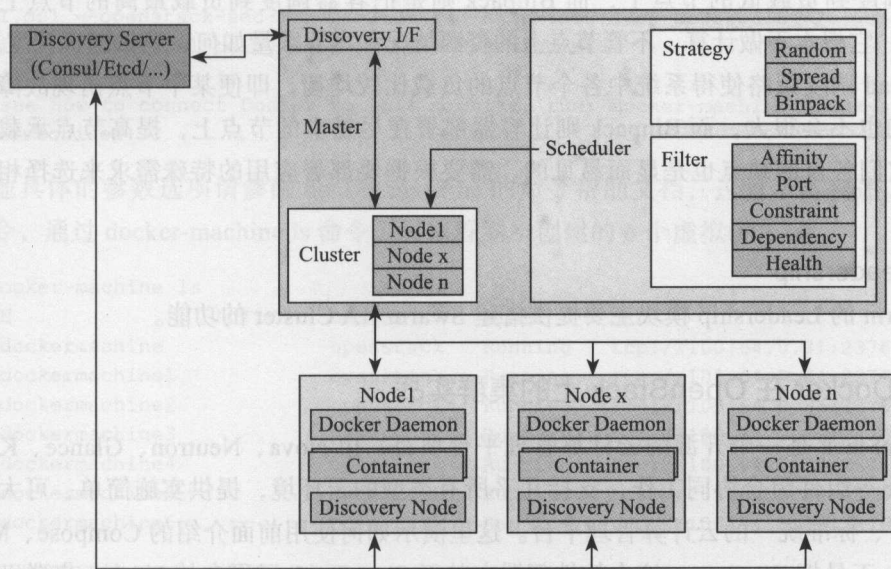 Discovery Server
(Consul/Etcd/...)
Discovery I/F
Master
Scheduler
Cluster
Node1
Node x
Node n
Strategy
Random
Spread
Binpack
Filter
Affinity
Port
Constraint
Dependency
Health
Node1
Docker Daemon
Container
Discovery Node
Node x
Docker Daemon
Container
Discovery Node
Node n
Docker Daemon
Container
Discovery Node